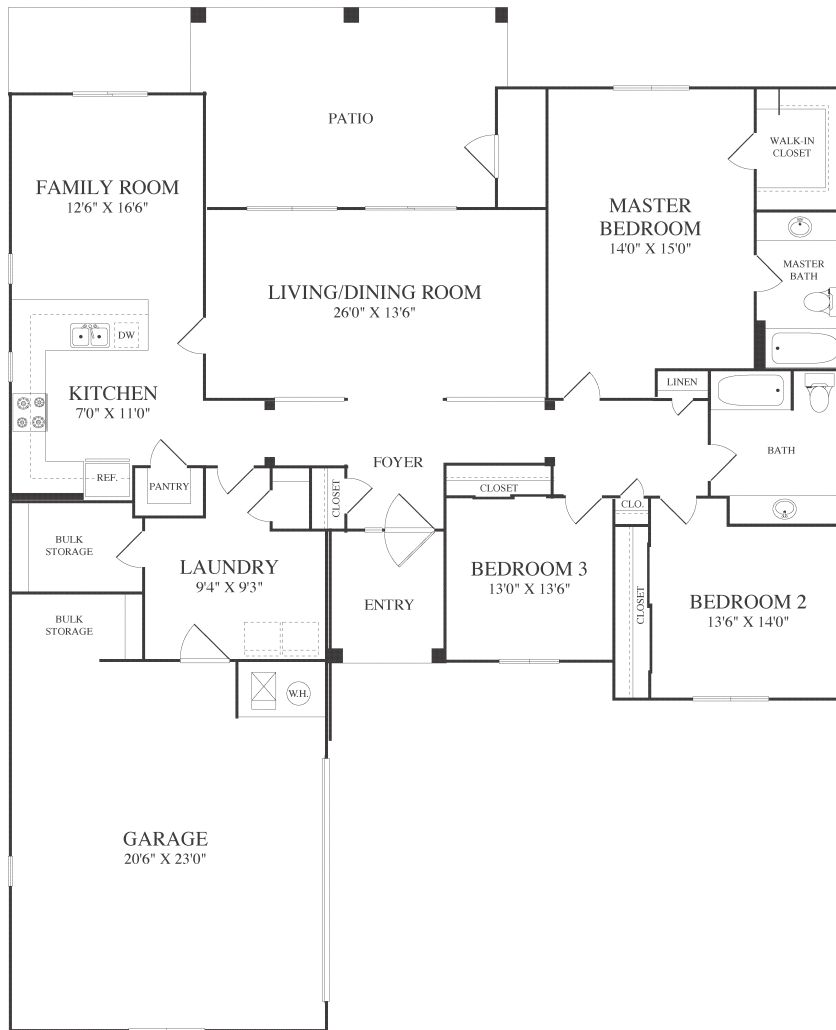 PATIO
WALK-IN
CLOSET
FAMILY ROOM
12'6" X 16'6"
MASTER
BEDROOM
14'0" X 15'0"
MASTER
BATH
LIVING/DINING ROOM
26'0" X 13'6"
DW
KITCHEN
7'0" X 11'0"
LINEN
BATH
FOYER
REF.
PANTRY
CLOSET
CLOSET
CLO.
BULK
STORAGE
LAUNDRY
9'4" X 9'3"
BEDROOM 3
13'0" X 13'6"
ENTRY
CLOSET
BEDROOM 2
13'6" X 14'0"
BULK
STORAGE
W.H.
GARAGE
20'6" X 23'0"